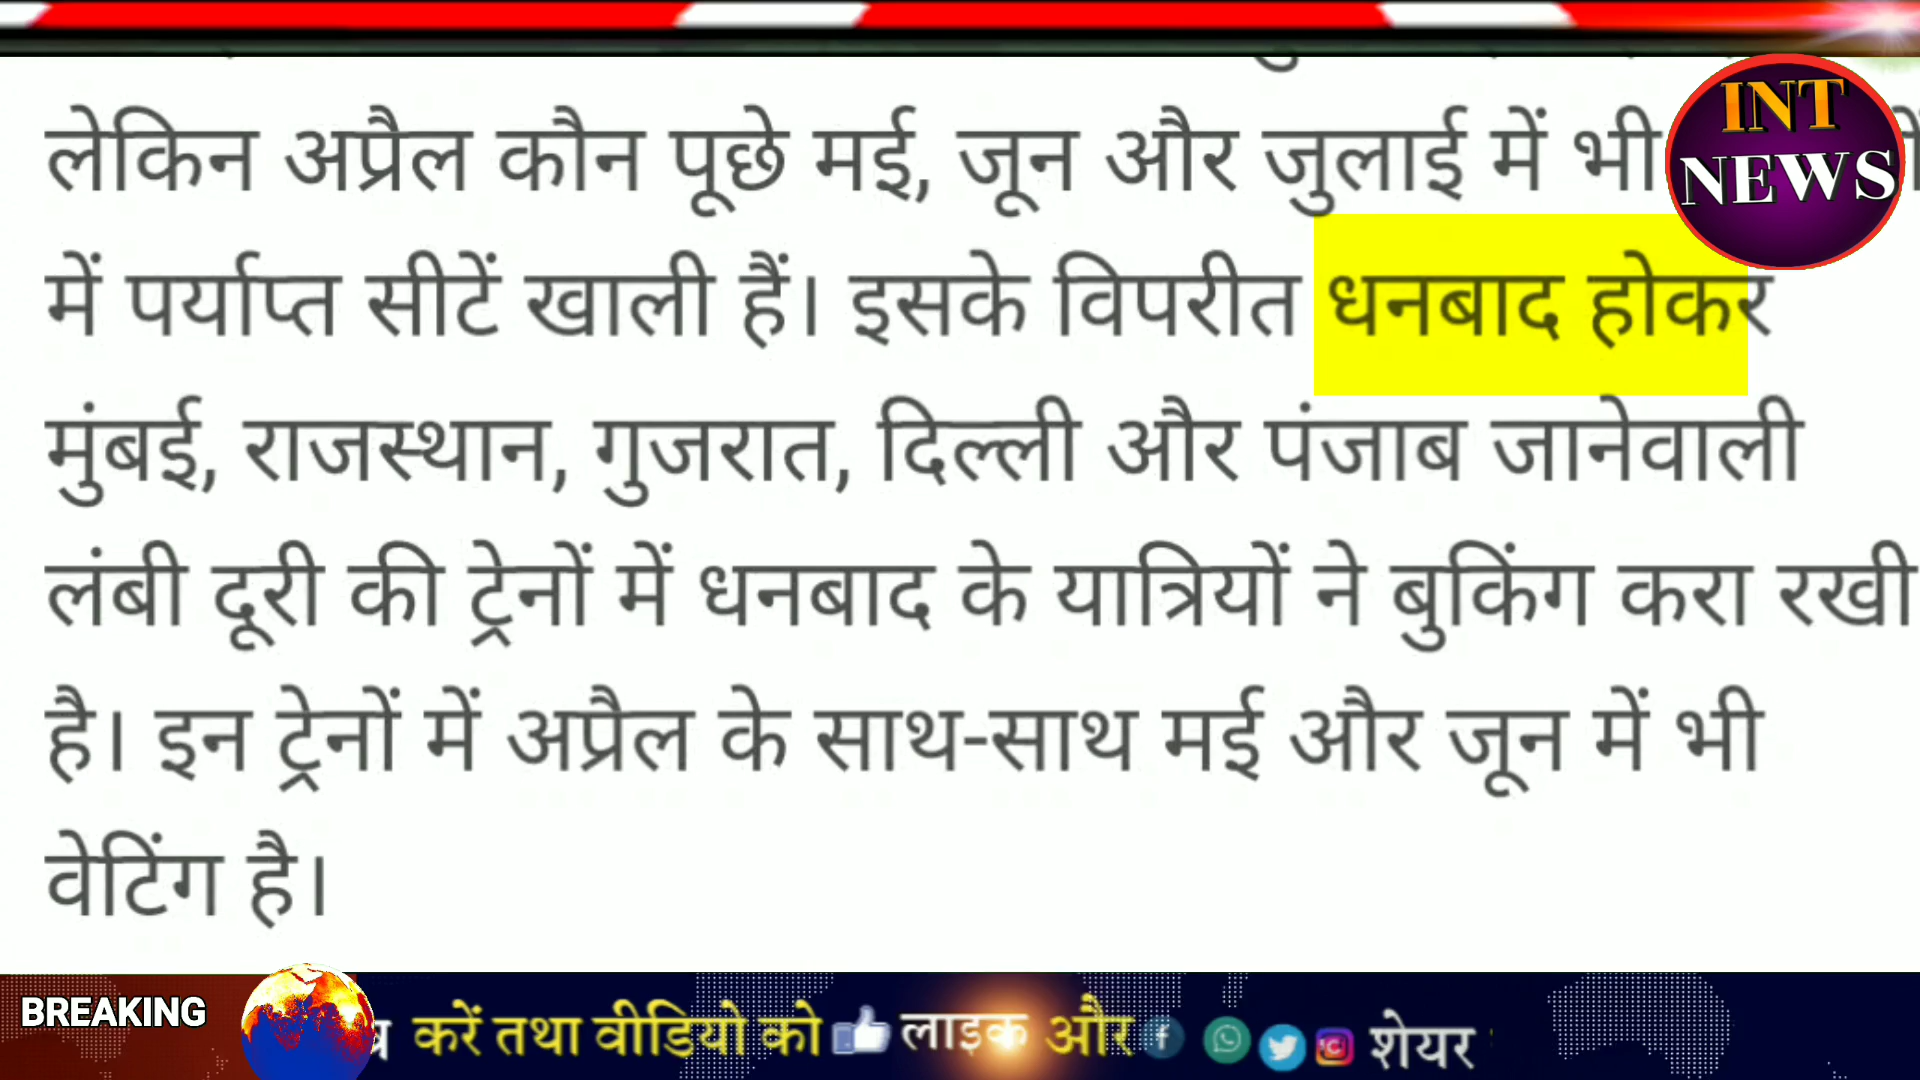 INT
NEWS
लेकिन अप्रैल कौन पूछे मई, जून और जुलाई में भी
में पर्याप्त सीटें खाली हैं। इसके विपरीत धनबाद होकर
मुंबई, राजस्थान, गुजरात, दिल्ली और पंजाब जानेवाली
लंबी दूरी की ट्रेनों में धनबाद के यात्रियों ने बुकिंग करा रखी
है। इन ट्रेनों में अप्रैल के साथ-साथ मई और जून में भी
वेटिंग है।
BREAKING
करें तथा वीडियो को लाइक और शेयर